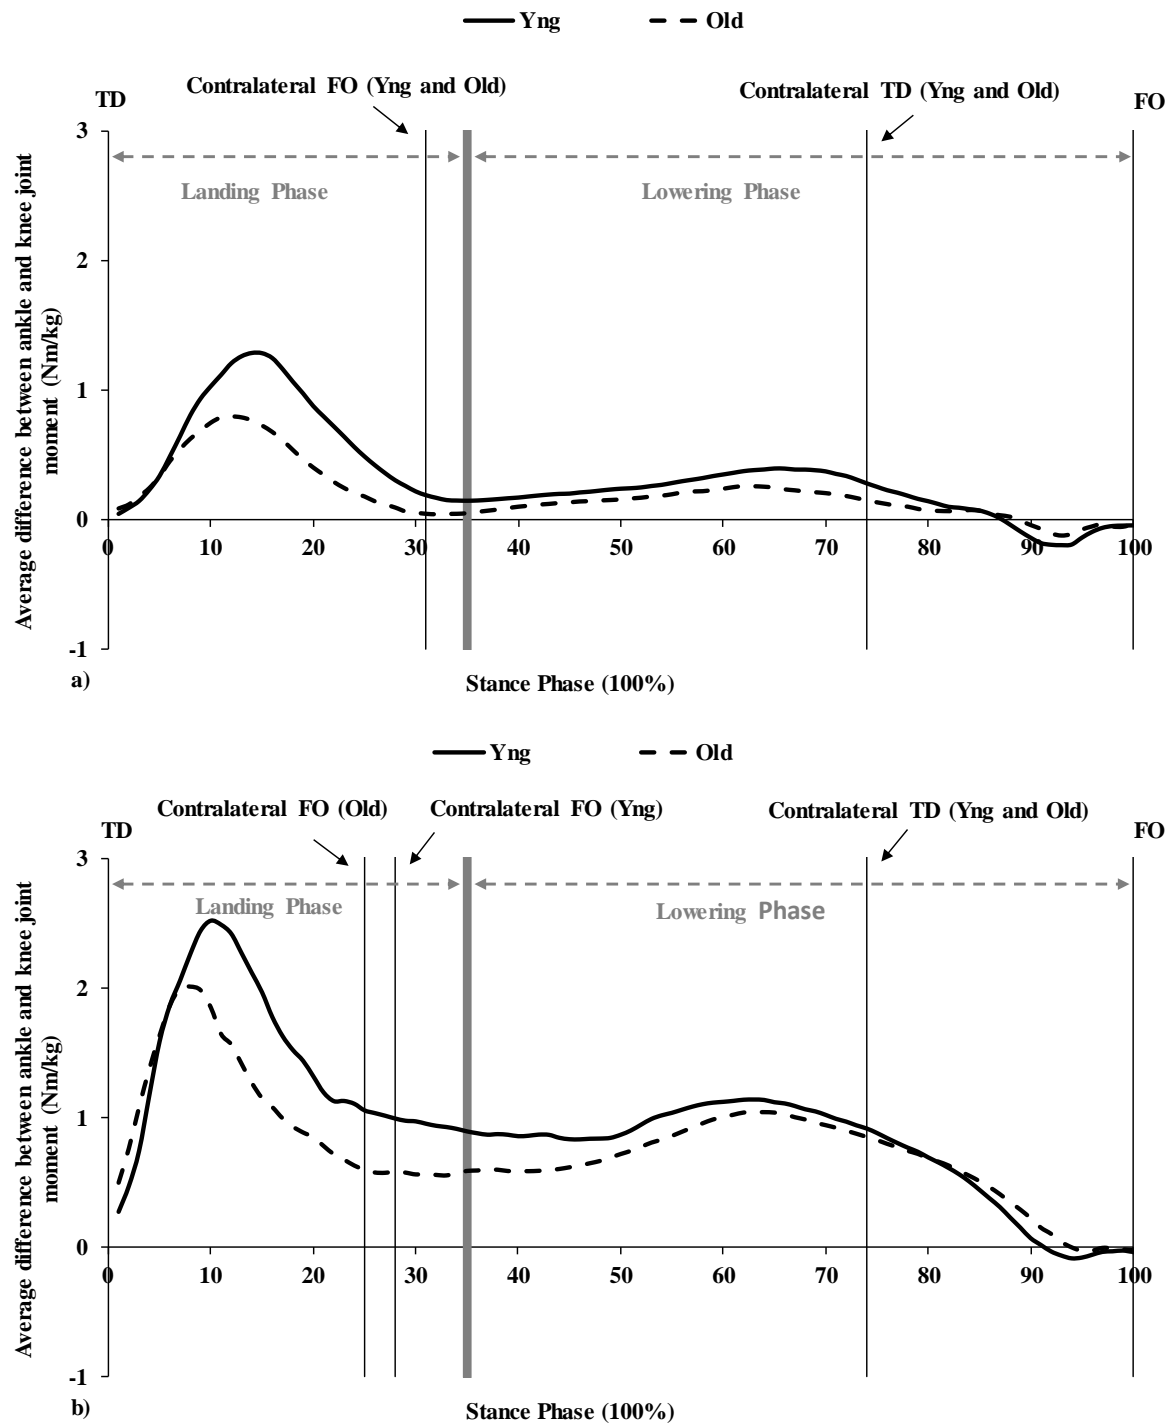 Yng Old
Contralateral FO (Yng and Old)
Contralateral TD (Yng and Old)
TD
FO
3
Landing Phase
Lowering Phase
2
1
0
-1
0 10 20 30 40 50 60 70 80 90 100
Average difference between ankle and knee joint
moment (Nm/kg)
a)
Stance Phase (100%)
Yng Old
Contralateral FO (Old)
Contralateral FO (Yng)
Contralateral TD (Yng and Old)
TD
FO
3
Landing Phase
Lowering Phase
2
1
0
-1
0 10 20 30 40 50 60 70 80 90 100
Average difference between ankle and knee joint
moment (Nm/kg)
b)
Stance Phase (100%)